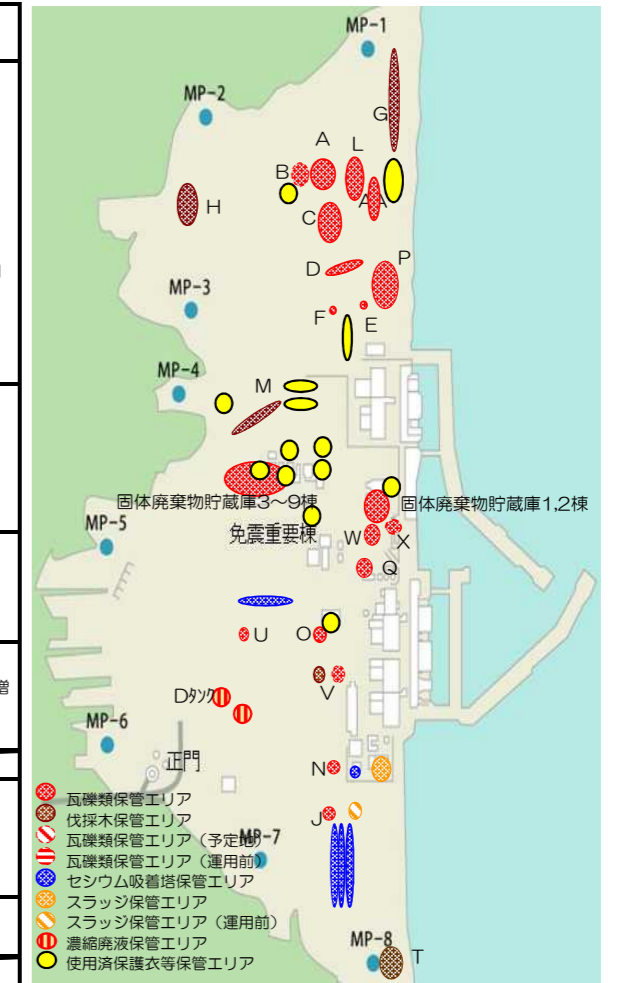 MP-1
MP-2
G
A
L
B
AA
H
C
D
P
MP-3
F
E
MP-4
M
固体廃棄物貯蔵庫3～9棟
固体廃棄物貯蔵庫1,2棟
MP-5
免震重要棟
W
X
Q
U
O
増
V
Dﾀﾝｸ
MP-6
正門
N
瓦礫類保管エリア
J
伐採木保管エリア
瓦礫類保管エリア（予定地）
MP-7
瓦礫類保管エリア（運用前）
セシウム吸着塔保管エリア
スラッジ保管エリア
スラッジ保管エリア（運用前）
濃縮廃液保管エリア
MP-8
T
使用済保護衣等保管エリア